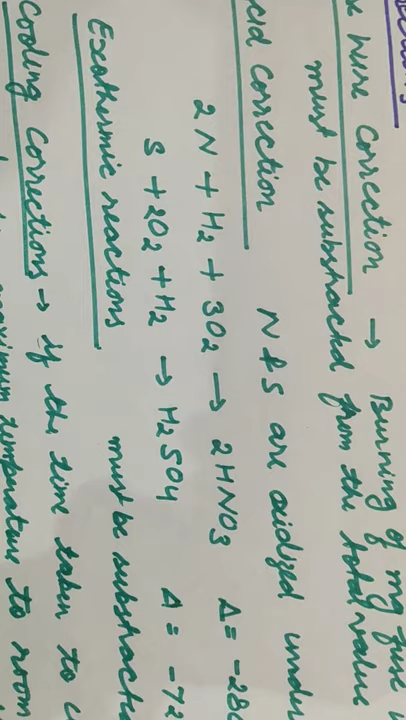 wire correction → Burning of mg fuse
must be substracted from the total value
acid correction
N & S are oxidized under
2N + H2 + 3O2 → 2HNO3 Δ = -28
S + 2O2 + H2 → H2SO4 Δ = -72
Exothermic reactions
must be substracte
Cooling Corrections → if the time taken to
maximum temperature to room